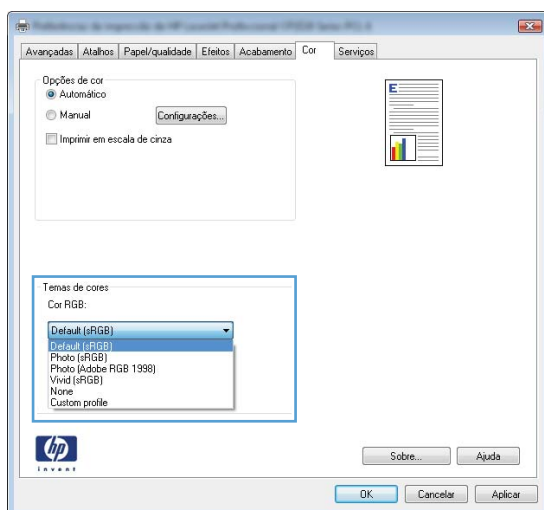 Avançadas Atalhos Papel/qualidade Efeitos Acabamento Cor Serviços
Opções de cor
Automático
Manual
Configurações...
Imprimir em escala de cinza
E
Temas de cores
Cor RGB:
Default (sRGB)
Default (sRGB)
Photo (sRGB)
Photo (Adobe RGB 1998)
Vivid (sRGB)
None
Custom profile
hp
invent
Sobre... Ajuda
OK Cancelar Aplicar